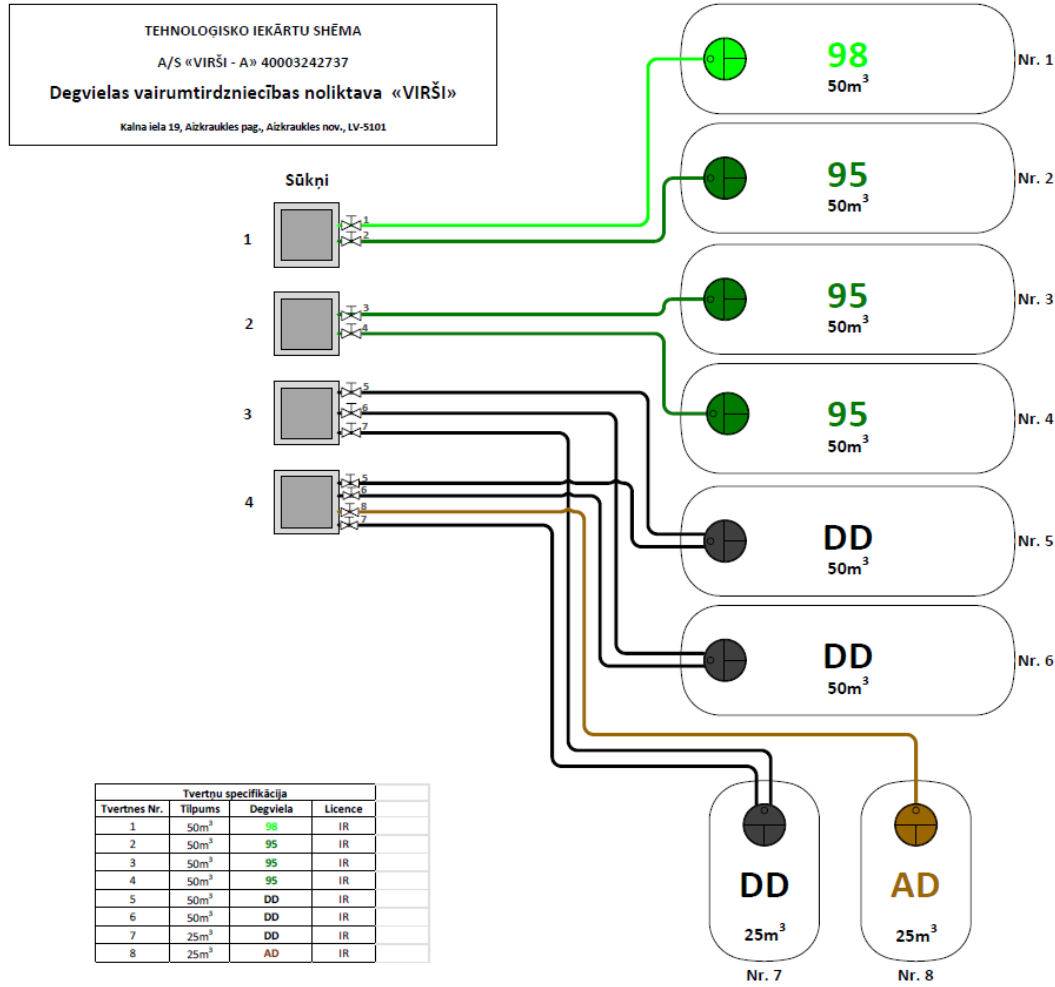 TEHNOLOĢISKO IEKĀRTU SHĒMA
A/S «VIRŠI - A» 40003242737
Degvielas vairumtirdzniecības noliktava «VIRŠI»
Kalna iela 19, Aizkraukles pag., Aizkraukles nov., LV-5101
98
50m³
Nr. 1
95
50m³
Nr. 2
Sūkņi
1
1
2
95
50m³
Nr. 3
2
3
4
95
50m³
Nr. 4
3
5
6
7
4
5
6
8
7
DD
50m³
Nr. 5
DD
50m³
Nr. 6
DD
25m³
Nr. 7
AD
25m³
Nr. 8
Tvertņu specifikācija
Tvertnes Nr. Tilpums Degviela Licence
1 50m³ 98 IR
2 50m³ 95 IR
3 50m³ 95 IR
4 50m³ 95 IR
5 50m³ DD IR
6 50m³ DD IR
7 25m³ DD IR
8 25m³ AD IR